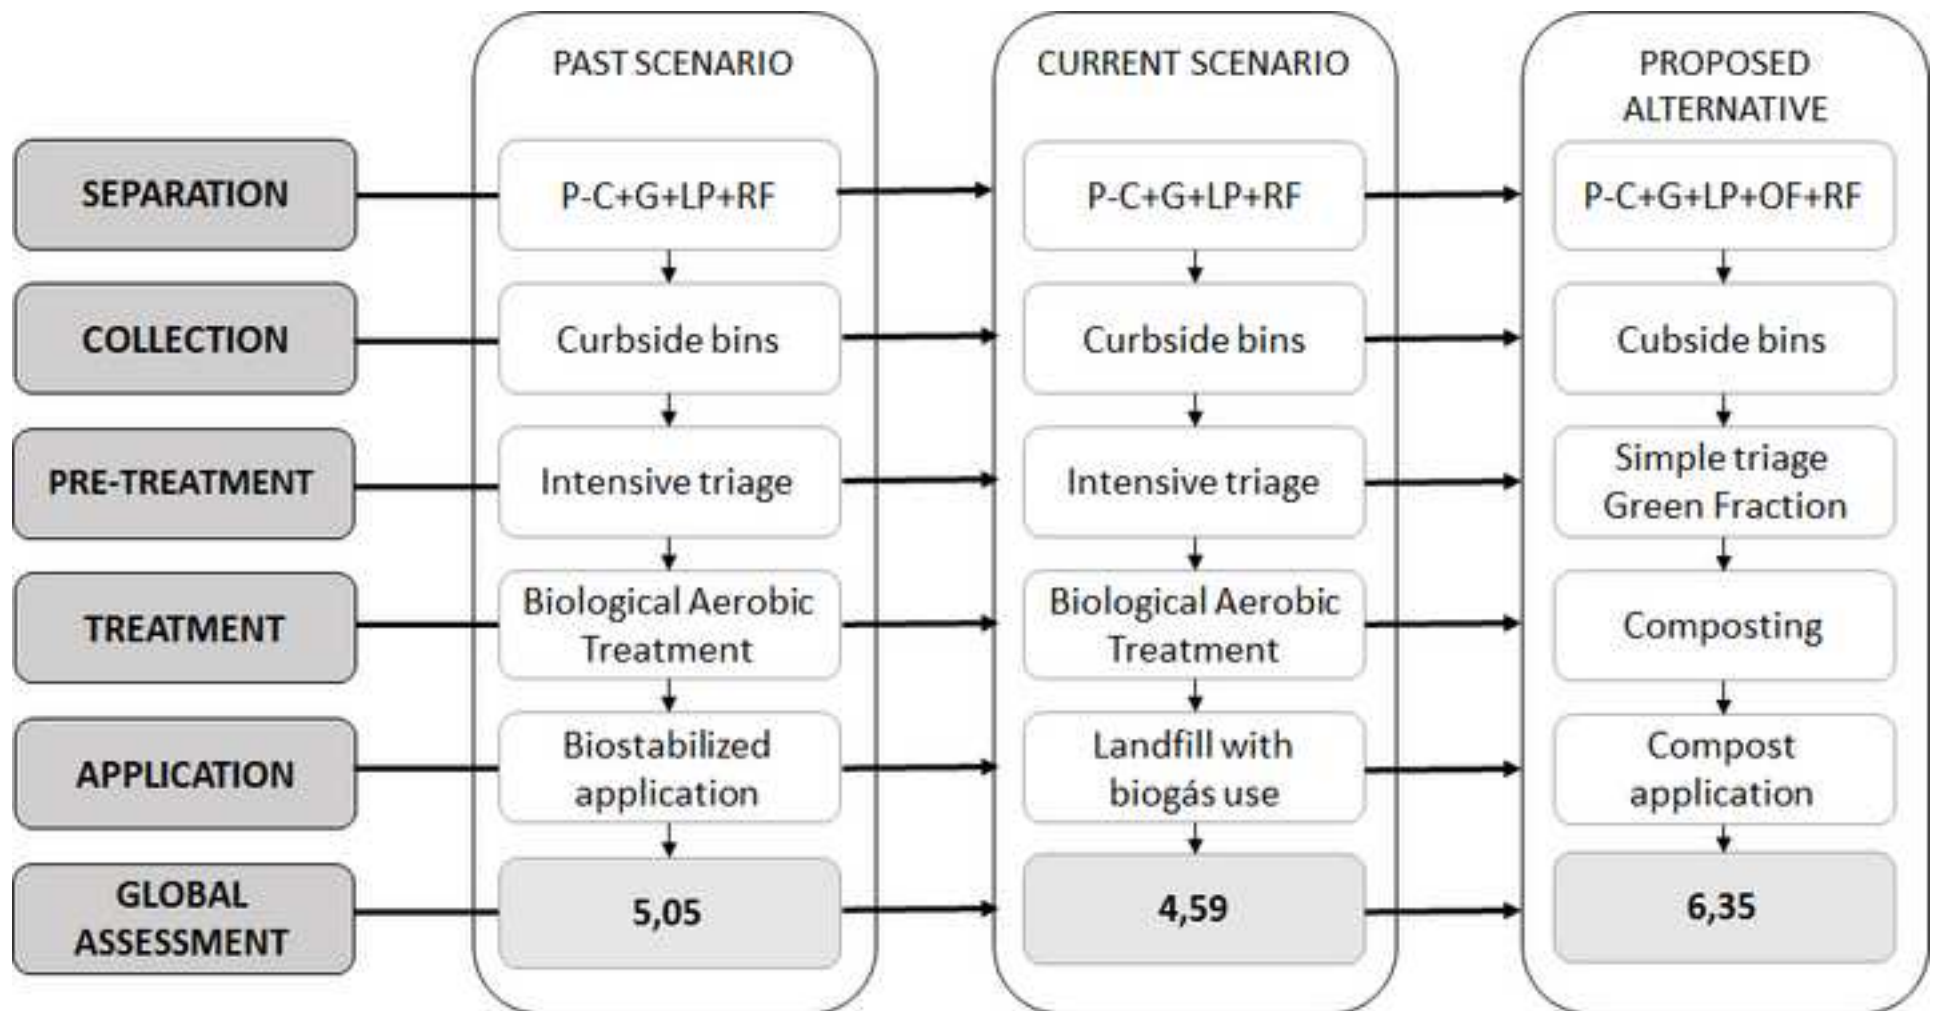 PAST SCENARIO
CURRENT SCENARIO
PROPOSED
ALTERNATIVE
SEPARATION
P-C+G+LP+RF
P-C+G+LP+RF
P-C+G+LP+OF+RF
COLLECTION
Curbside bins
Curbside bins
Cubside bins
PRE-TREATMENT
Intensive triage
Intensive triage
Simple triage
Green Fraction
TREATMENT
Biological Aerobic
Treatment
Biological Aerobic
Treatment
Composting
APPLICATION
Biostabilized
application
Landfill with
biogás use
Compost
application
GLOBAL
ASSESSMENT
5,05
4,59
6,35